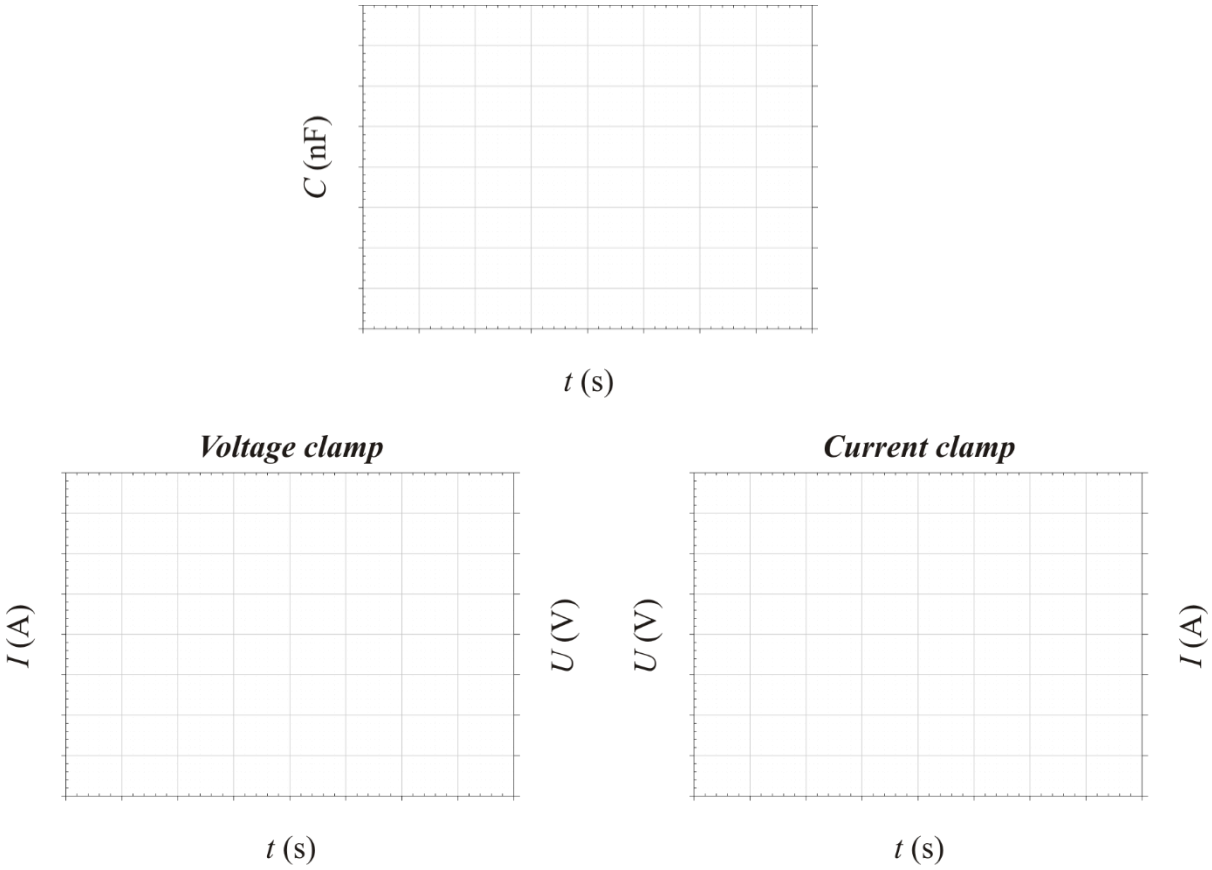 C (nF)
t (s)
Voltage clamp
I (A)
U (V)
t (s)
Current clamp
U (V)
I (A)
t (s)